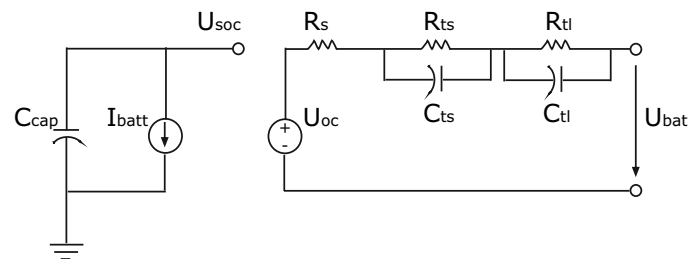 Usoc
Rs
Rts
Rtl
Ccap
Ibatt
+
-
Uoc
Cts
Ctl
Ubat